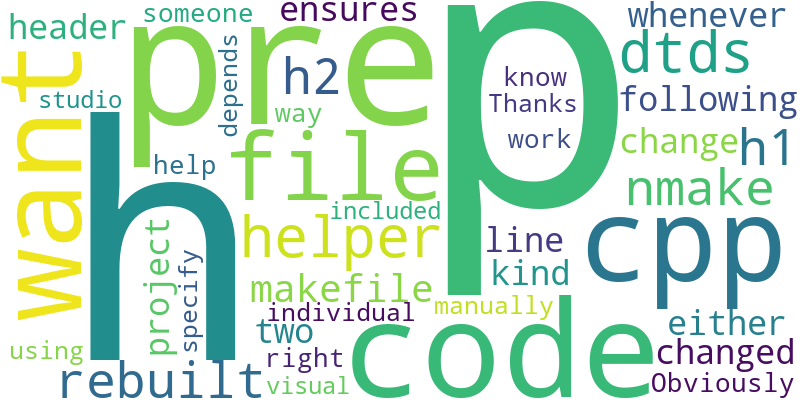 header
someone
ensures
whenever
want
prep
p
h2
depends
studio
way
know
Thanks
work
dtds
following
change
h1
h
help
file
nmake
included
helper
cpp
line
kind
project
specify
makefile
individual
manually
two
either
using
right
code
changed
rebuilt
visual
Obviously